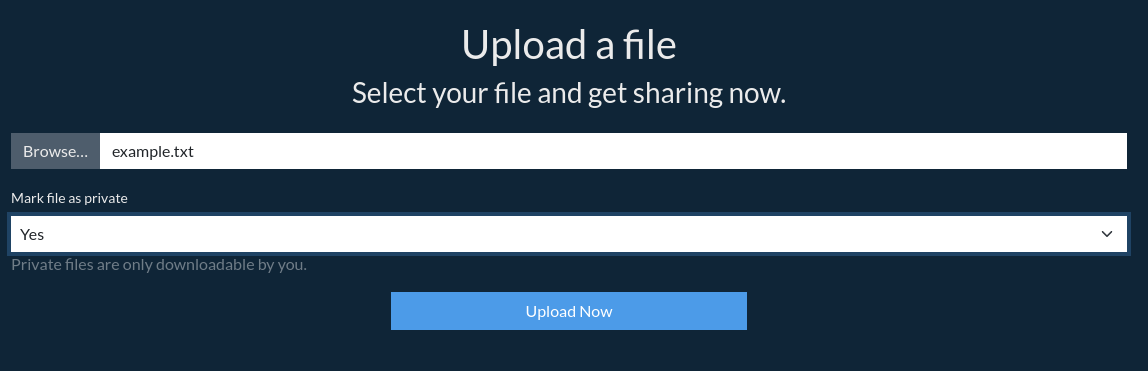 Upload a file
Select your file and get sharing now.
Browse... example.txt
Mark file as private
Yes
Private files are only downloadable by you.
Upload Now